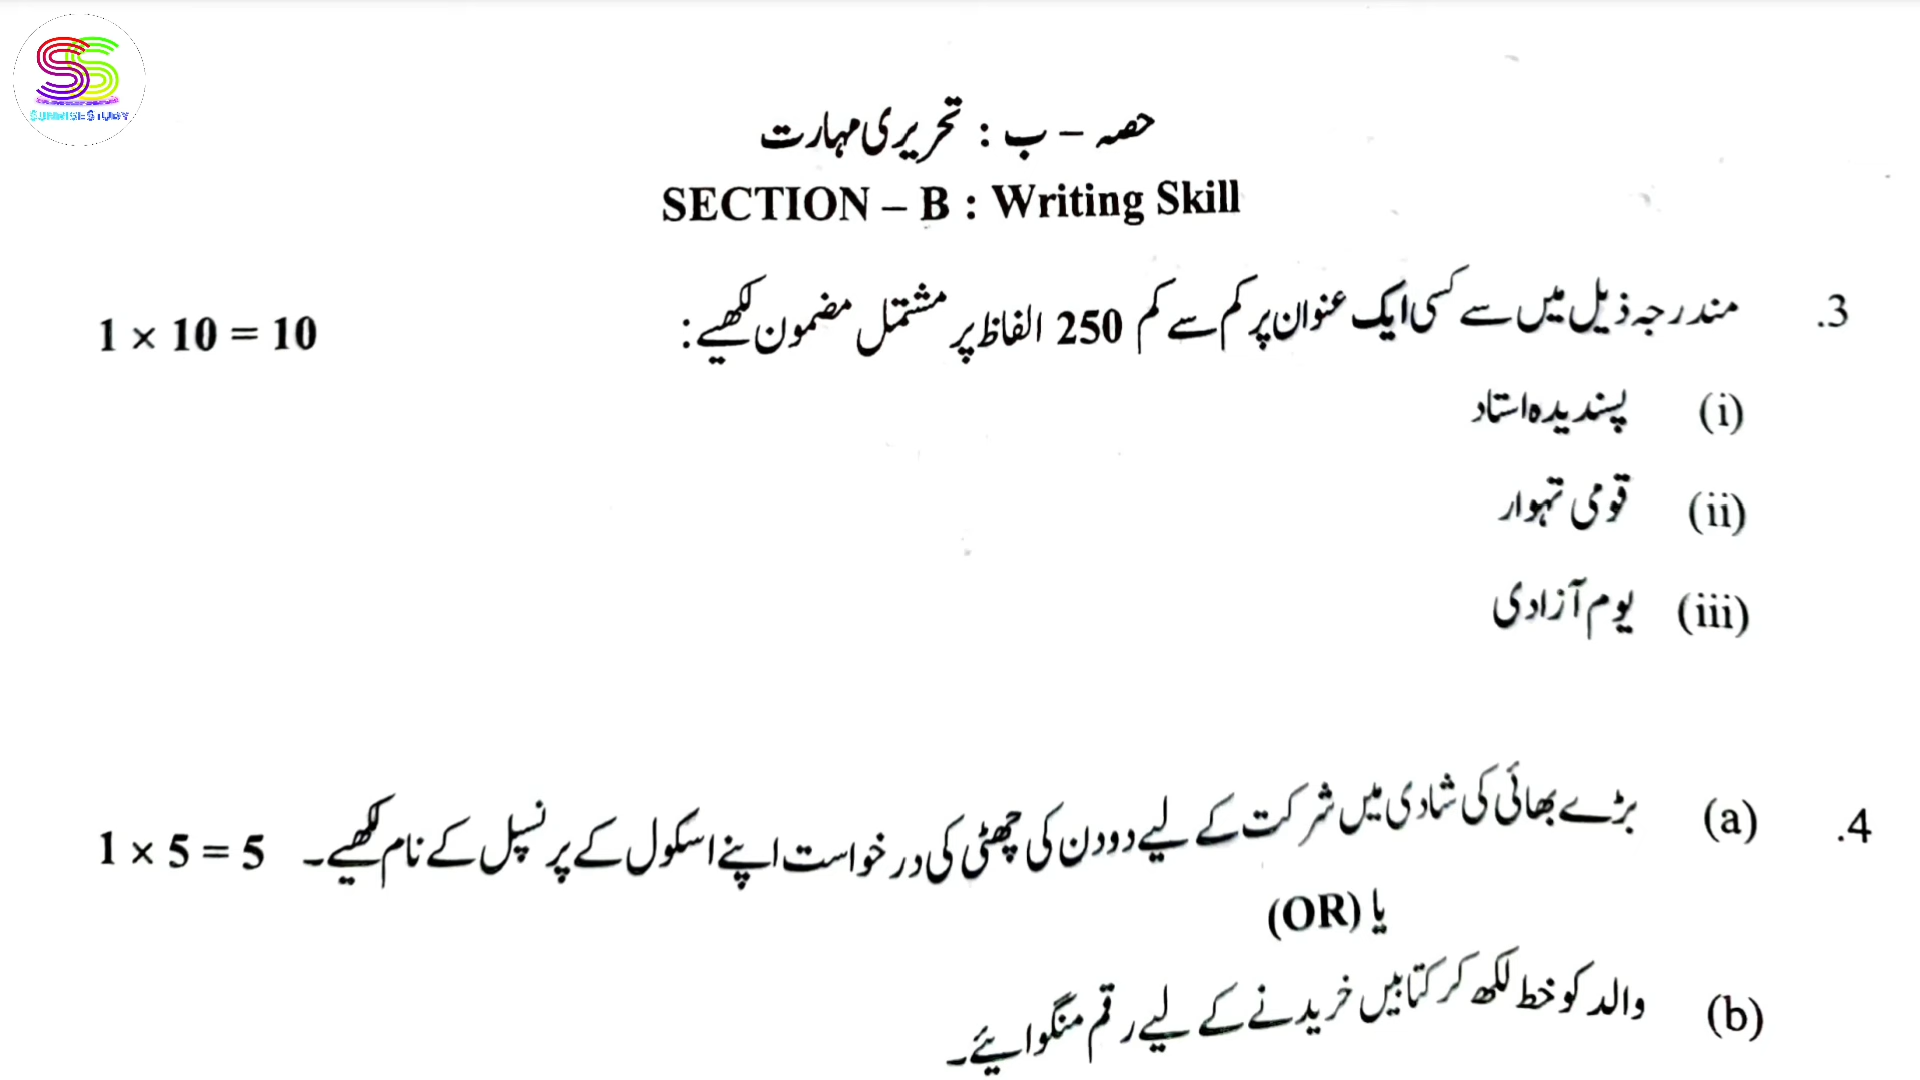 SS
SUNRISESTUDY
حصہ – ب : تحریری مہارت
SECTION – B : Writing Skill
3. مندرجہ ذیل میں سے کسی ایک عنوان پر کم سے کم 250 الفاظ پر مشتمل مضمون لکھیے : 1 × 10 = 10
(i) پسندیدہ استاد
(ii) قومی تہوار
(iii) یوم آزادی
4. (a) بڑے بھائی کی شادی میں شرکت کے لیے دو دن کی چھٹی کی درخواست اپنے اسکول کے پرنسپل کے نام لکھیے۔ 1 × 5 = 5
یا (OR)
(b) والد کو خط لکھ کر کتابیں خریدنے کے لیے رقم منگوائیے۔